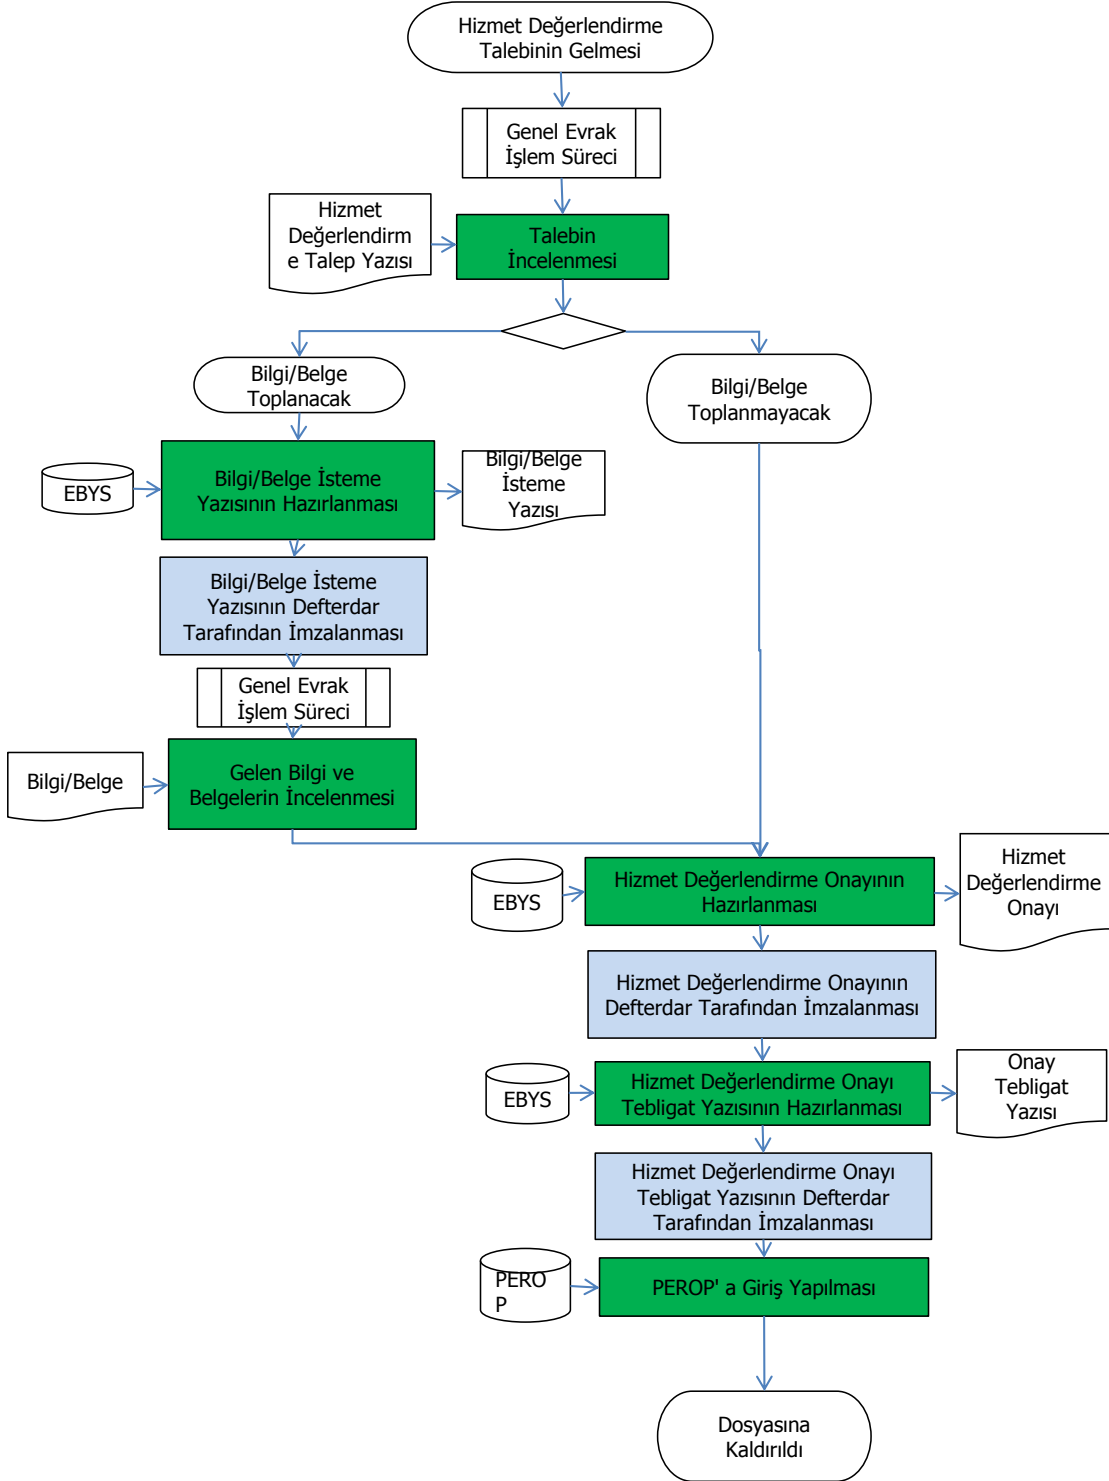 Hizmet Değerlendirme
Talebinin Gelmesi
Genel Evrak
İşlem Süreci
Hizmet
Değerlendirm
e Talep Yazısı
Talebin
İncelenmesi
Bilgi/Belge
Toplanacak
Bilgi/Belge
Toplanmayacak
EBYS
Bilgi/Belge İsteme
Yazısının Hazırlanması
Bilgi/Belge
İsteme
Yazısı
Bilgi/Belge İsteme
Yazısının Defterdar
Tarafından İmzalanması
Genel Evrak
İşlem Süreci
Bilgi/Belge
Gelen Bilgi ve
Belgelerin İncelenmesi
EBYS
Hizmet Değerlendirme Onayının
Hazırlanması
Hizmet
Değerlendirme
Onayı
Hizmet Değerlendirme Onayının
Defterdar Tarafından İmzalanması
EBYS
Hizmet Değerlendirme Onayı
Tebligat Yazısının Hazırlanması
Onay
Tebligat
Yazısı
Hizmet Değerlendirme Onayı
Tebligat Yazısının Defterdar
Tarafından İmzalanması
PERO
P
PEROP' a Giriş Yapılması
Dosyasına
Kaldırıldı